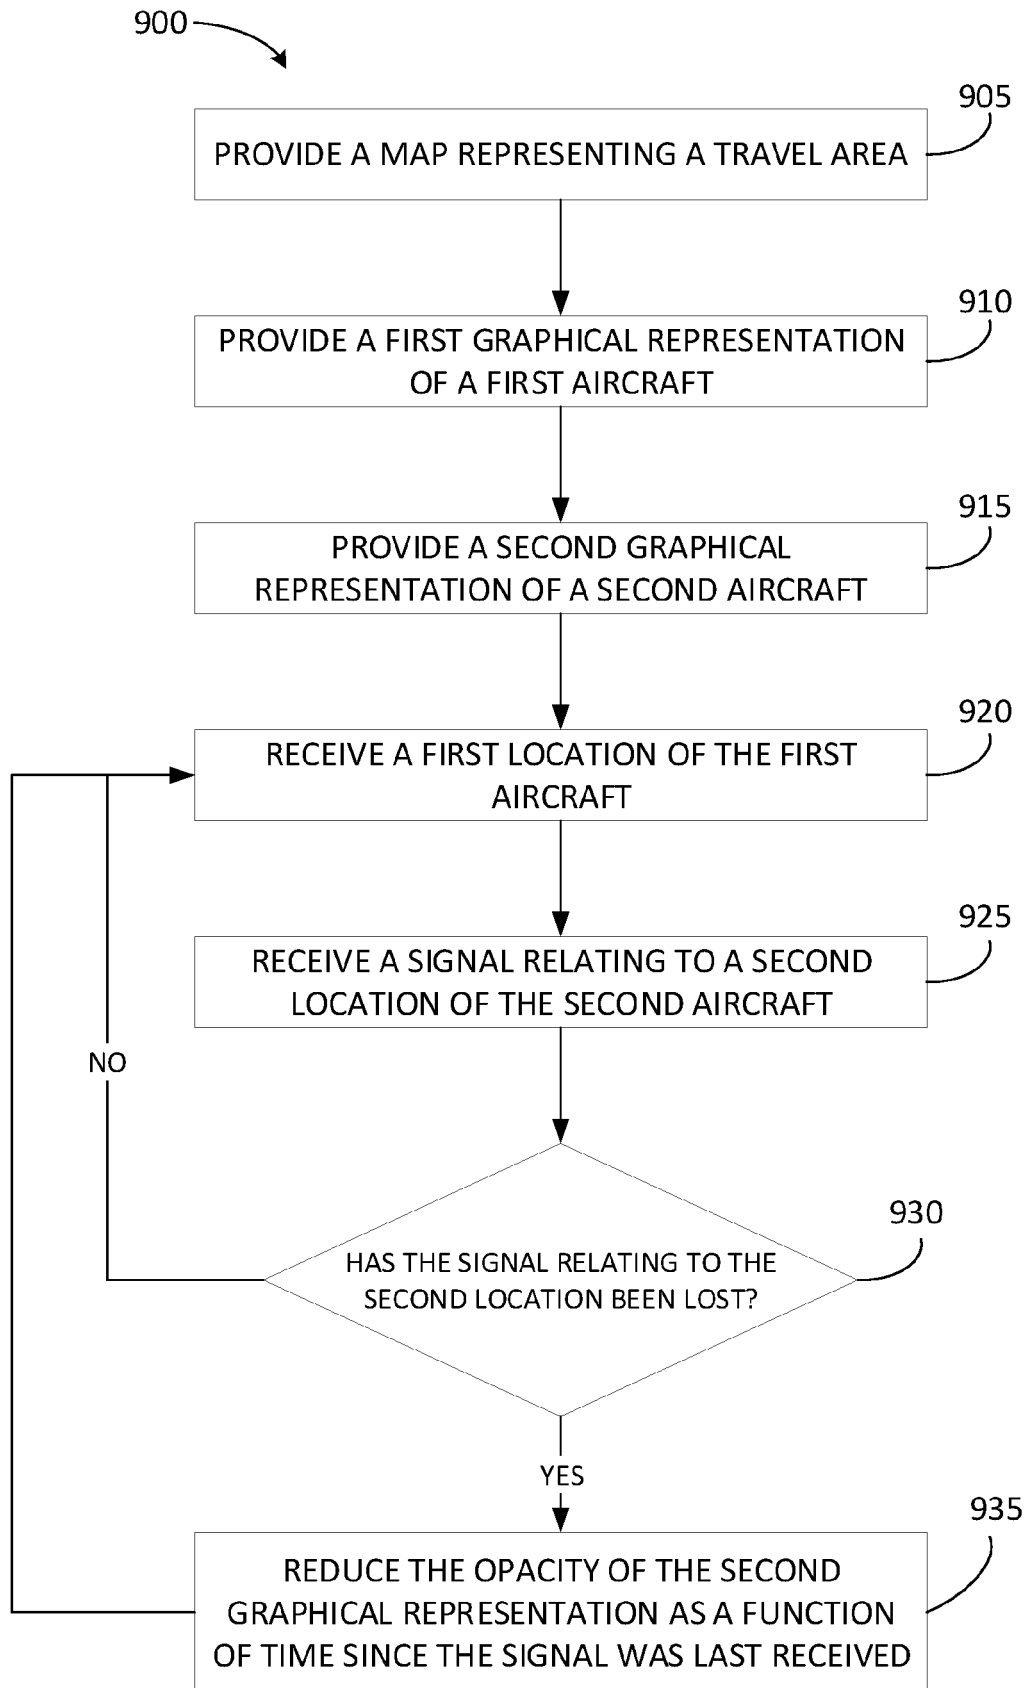 900
905
PROVIDE A MAP REPRESENTING A TRAVEL AREA
910
PROVIDE A FIRST GRAPHICAL REPRESENTATION
OF A FIRST AIRCRAFT
915
PROVIDE A SECOND GRAPHICAL
REPRESENTATION OF A SECOND AIRCRAFT
920
RECEIVE A FIRST LOCATION OF THE FIRST
AIRCRAFT
925
RECEIVE A SIGNAL RELATING TO A SECOND
LOCATION OF THE SECOND AIRCRAFT
NO
930
HAS THE SIGNAL RELATING TO THE
SECOND LOCATION BEEN LOST?
YES
935
REDUCE THE OPACITY OF THE SECOND
GRAPHICAL REPRESENTATION AS A FUNCTION
OF TIME SINCE THE SIGNAL WAS LAST RECEIVED